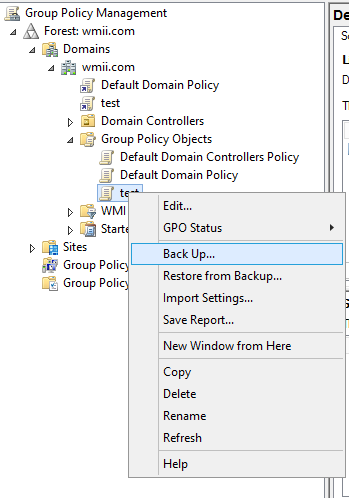 Group Policy Management
Forest: wmii.com
Domains
wmii.com
Default Domain Policy
test
Domain Controllers
Group Policy Objects
Default Domain Controllers Policy
Default Domain Policy
test
WMI
Starte
Sites
Group Policy
Group Policy
Edit...
GPO Status
Back Up...
Restore from Backup...
Import Settings...
Save Report...
New Window from Here
Copy
Delete
Rename
Refresh
Help
De